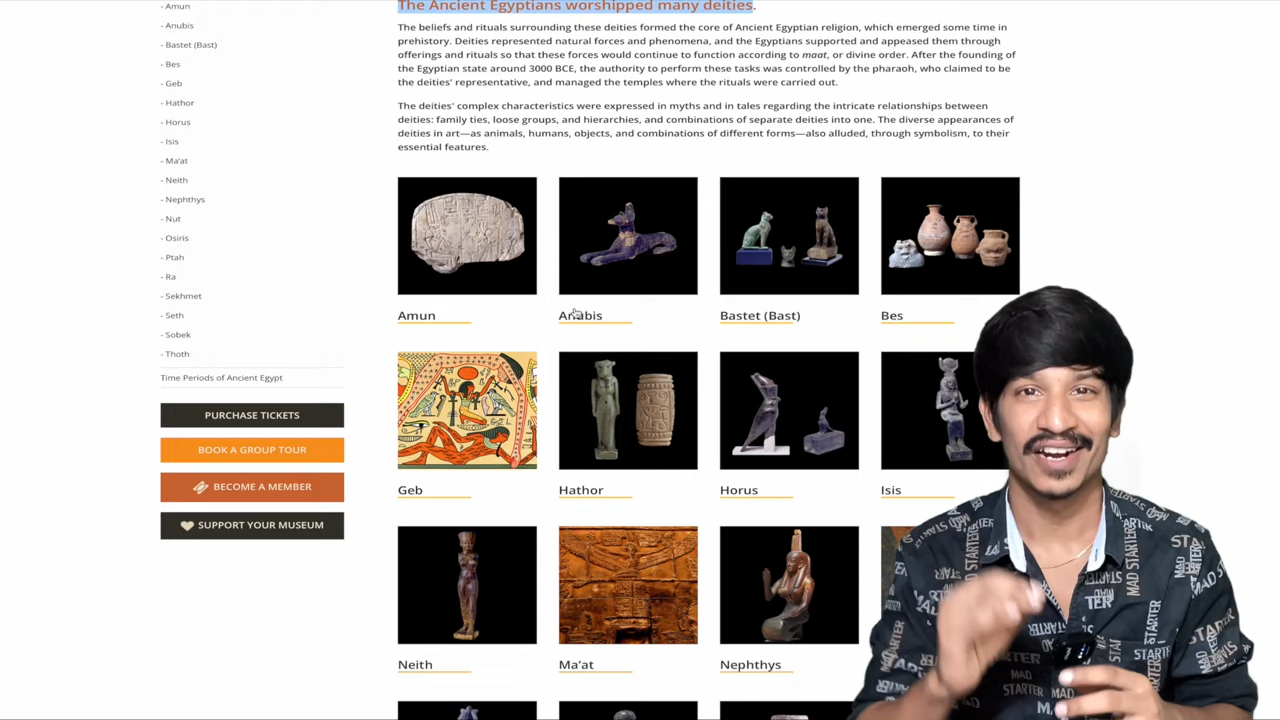 - Amun
- Anubis
- Bastet (Bast)
- Bes
- Geb
- Hathor
- Horus
- Isis
- Ma'at
- Neith
- Nephthys
- Nut
- Osiris
- Ptah
- Ra
- Sekhmet
- Seth
- Sobek
- Thoth
Time Periods of Ancient Egypt
PURCHASE TICKETS
BOOK A GROUP TOUR
BECOME A MEMBER
SUPPORT YOUR MUSEUM
The Ancient Egyptians worshipped many deities.
The beliefs and rituals surrounding these deities formed the core of Ancient Egyptian religion, which emerged some time in
prehistory. Deities represented natural forces and phenomena, and the Egyptians supported and appeased them through
offerings and rituals so that these forces would continue to function according to maat, or divine order. After the founding of
the Egyptian state around 3000 BCE, the authority to perform these tasks was controlled by the pharaoh, who claimed to be
the deities' representative, and managed the temples where the rituals were carried out.
The deities' complex characteristics were expressed in myths and in tales regarding the intricate relationships between
deities: family ties, loose groups, and hierarchies, and combinations of separate deities into one. The diverse appearances of
deities in art—as animals, humans, objects, and combinations of different forms—also alluded, through symbolism, to their
essential features.
Amun
Anubis
Bastet (Bast)
Bes
Geb
Hathor
Horus
Isis
Neith
Ma'at
Nephthys
MAD STARTER
MAD
STARTER